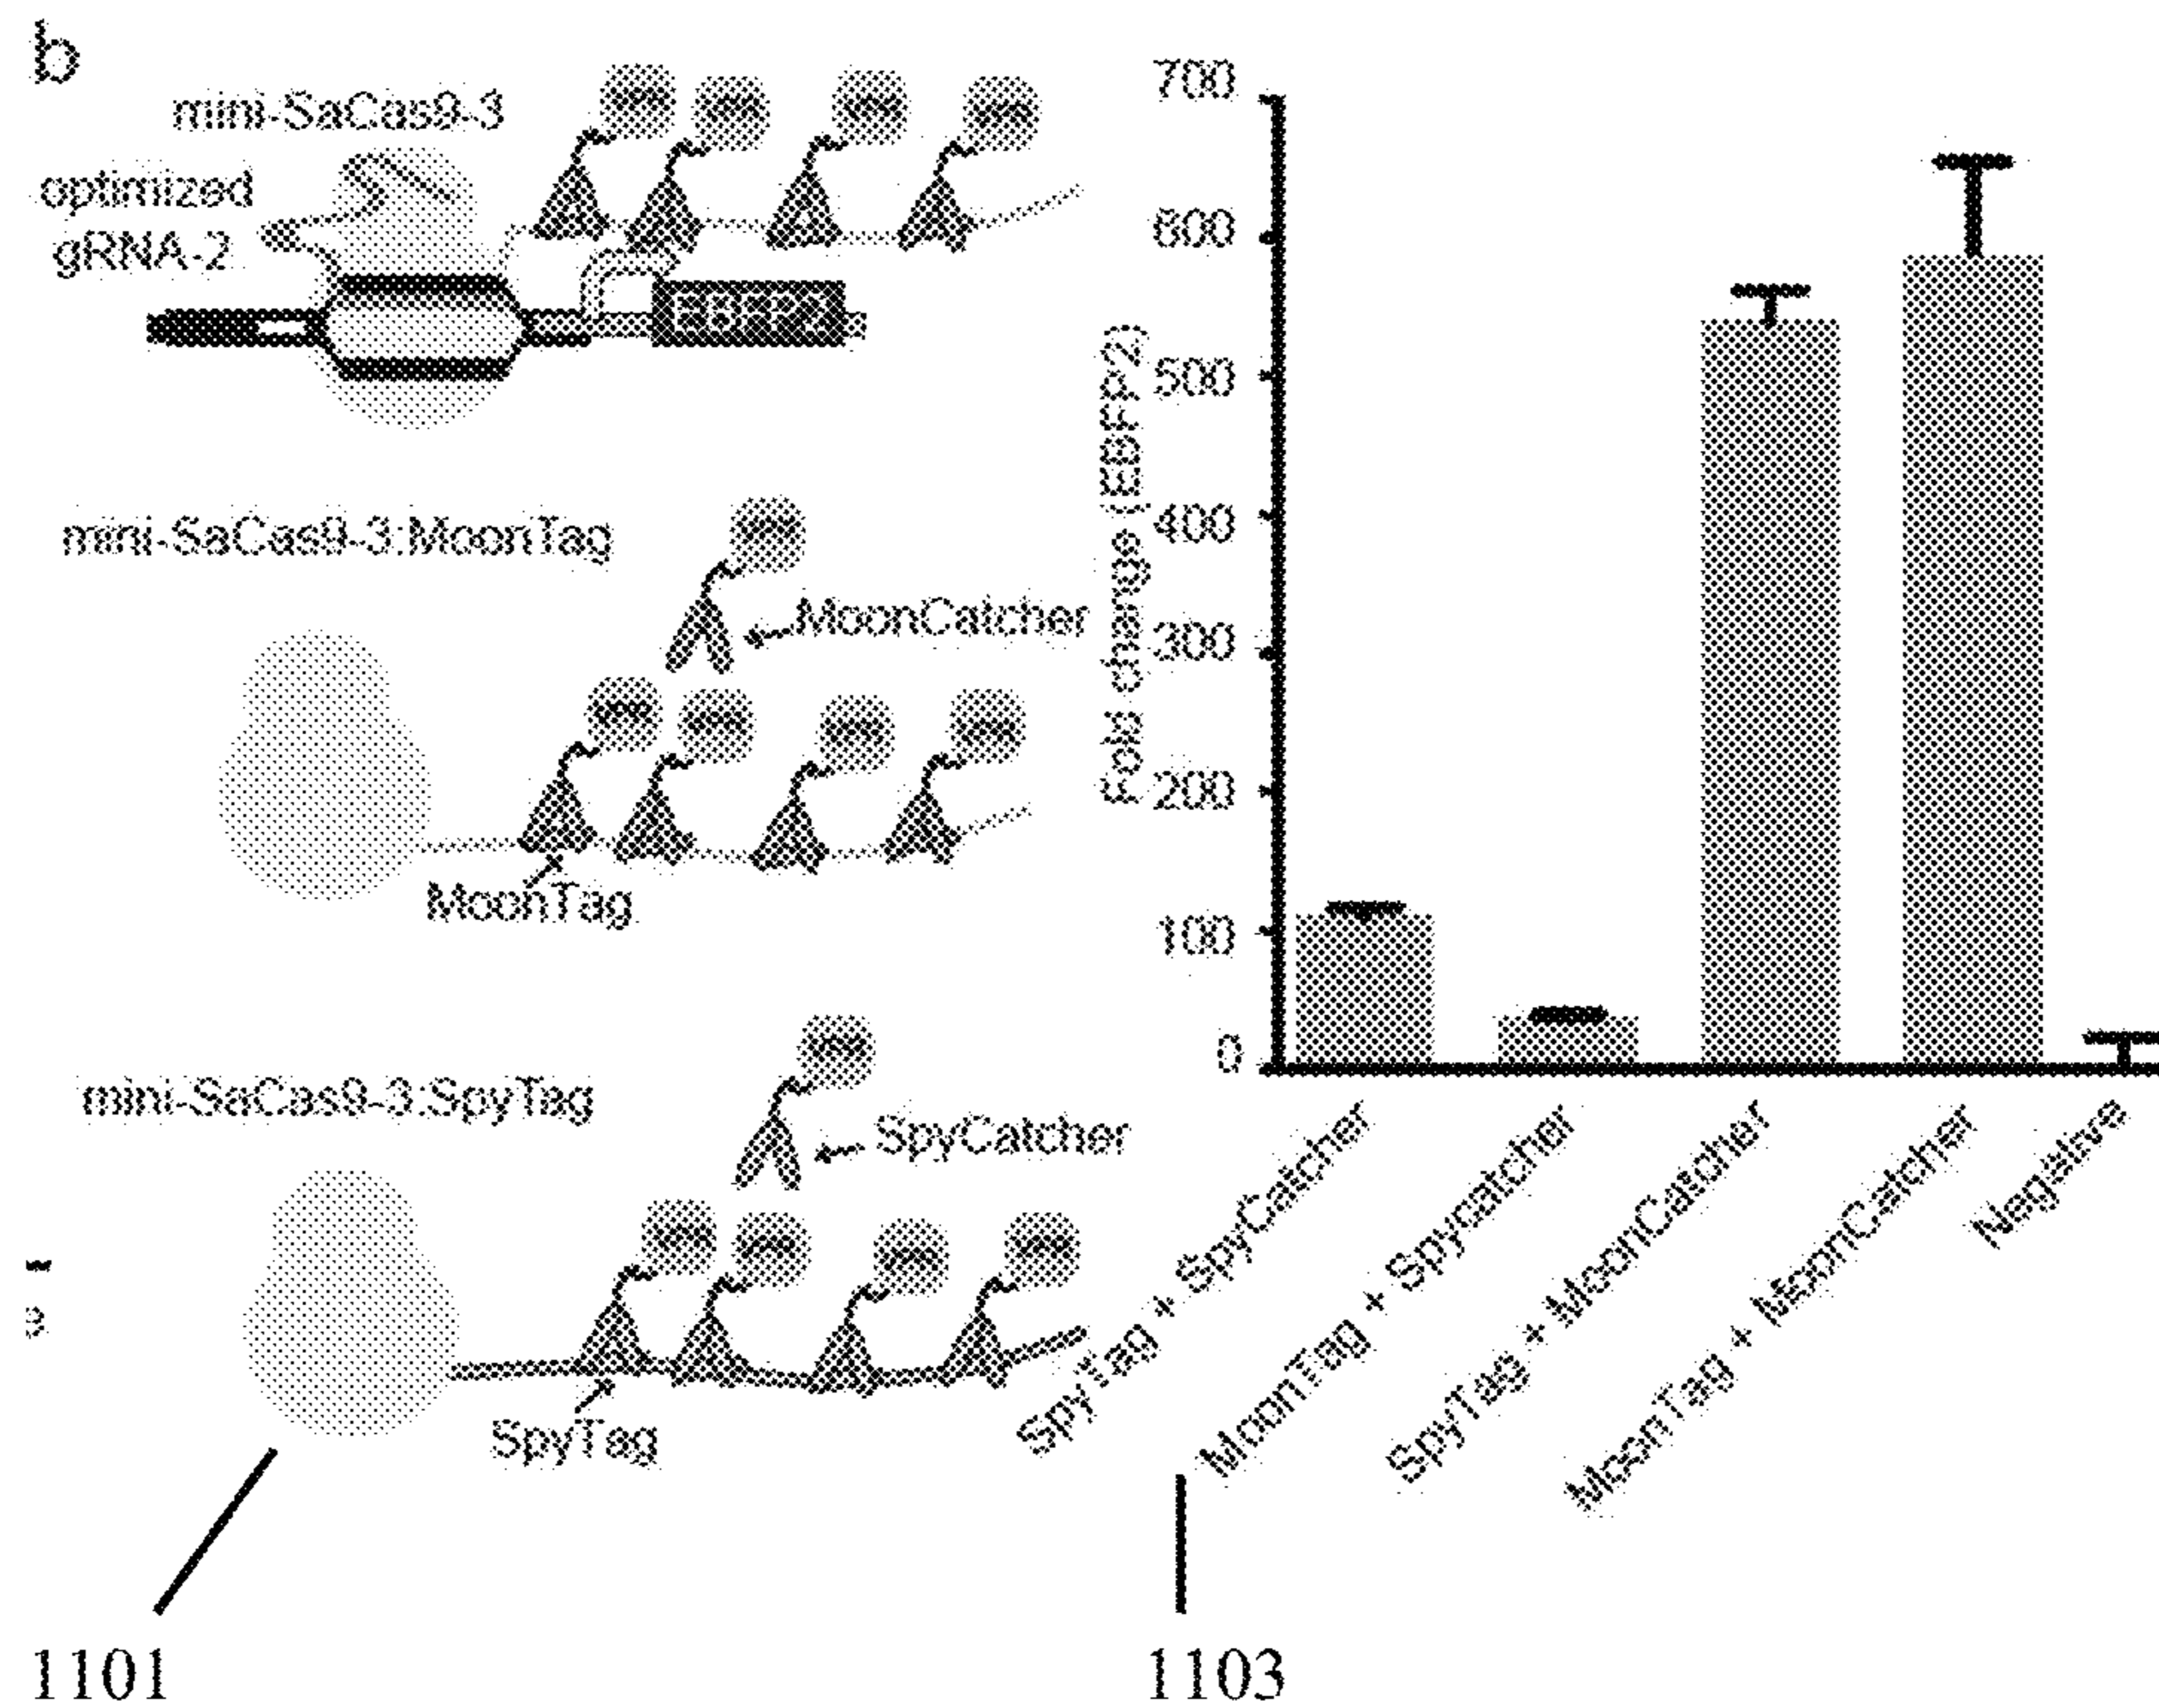 b
mini-SaCas9-3
optimized
gRNA-2
EBFP2
mini-SaCas9-3:MoonTag
MoonCatcher
MoonTag
mini-SaCas9-3:SpyTag
SpyCatcher
SpyTag
1101
Fold change (EBFP2)
700
600
500
400
300
200
100
0
SpyTag + SpyCatcher
MoonTag + Spycatcher
SpyTag + MoonCatcher
MoonTag + MoonCatcher
Negative
1103